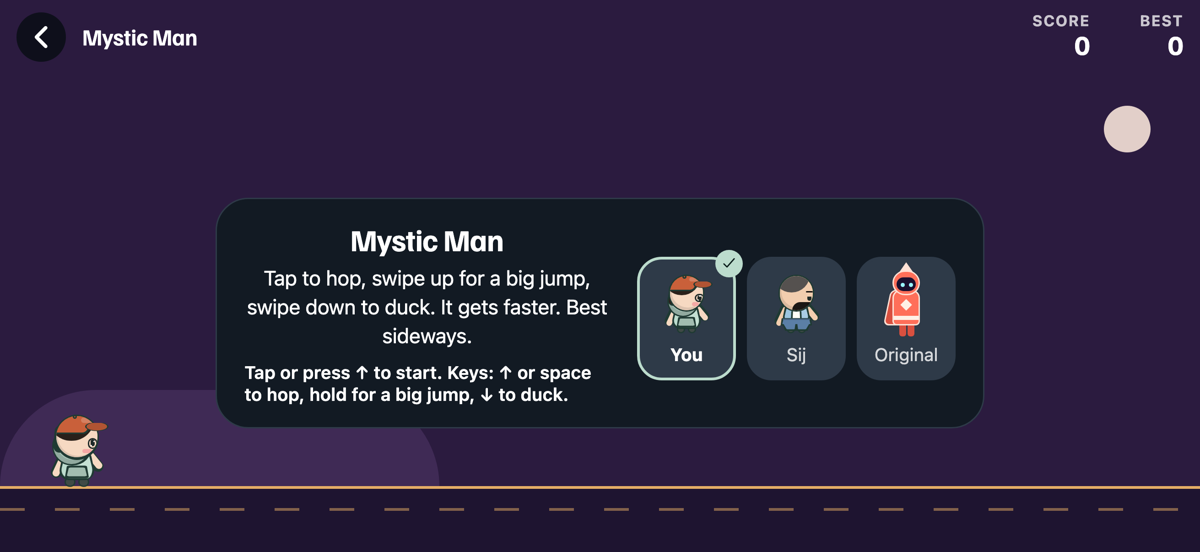 Mystic Man
SCORE
0
BEST
0
Mystic Man
Tap to hop, swipe up for a big jump,
swipe down to duck. It gets faster. Best
sideways.
Tap or press ↑ to start. Keys: ↑ or space
to hop, hold for a big jump, ↓ to duck.
You
Sij
Original